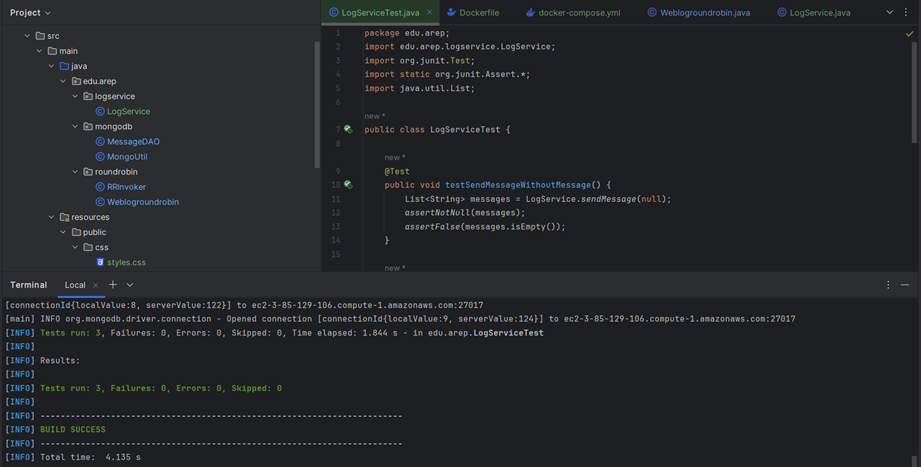 Project
LogServiceTest.java
Dockerfile
docker-compose.yml
Weblogroundrobin.java
LogService.java
src
main
java
edu.arep
logservice
LogService
mongodb
MessageDAO
MongoUtil
roundrobin
RRInvoker
Weblogroundrobin
resources
public
css
styles.css
1 package edu.arep;
2 import edu.arep.logservice.LogService;
3 import org.junit.Test;
4 import static org.junit.Assert.*;
5 import java.util.List;
6
new *
7 public class LogServiceTest {
8
new *
9 @Test
10 public void testSendMessageWithoutMessage() {
11 List<String> messages = LogService.sendMessage(null);
12 assertNotNull(messages);
13 assertFalse(messages.isEmpty());
14 }
15
new *
Terminal
Local
[connectionId{localValue:8, serverValue:122}] to ec2-3-85-129-106.compute-1.amazonaws.com:27017
[main] INFO org.mongodb.driver.connection - Opened connection [connectionId{localValue:9, serverValue:124}] to ec2-3-85-129-106.compute-1.amazonaws.com:27017
[INFO] Tests run: 3, Failures: 0, Errors: 0, Skipped: 0, Time elapsed: 1.844 s - in edu.arep.LogServiceTest
[INFO]
[INFO] Results:
[INFO]
[INFO] Tests run: 3, Failures: 0, Errors: 0, Skipped: 0
[INFO]
[INFO] ------------------------------------------------------------------------
[INFO] BUILD SUCCESS
[INFO] ------------------------------------------------------------------------
[INFO] Total time:  4.135 s